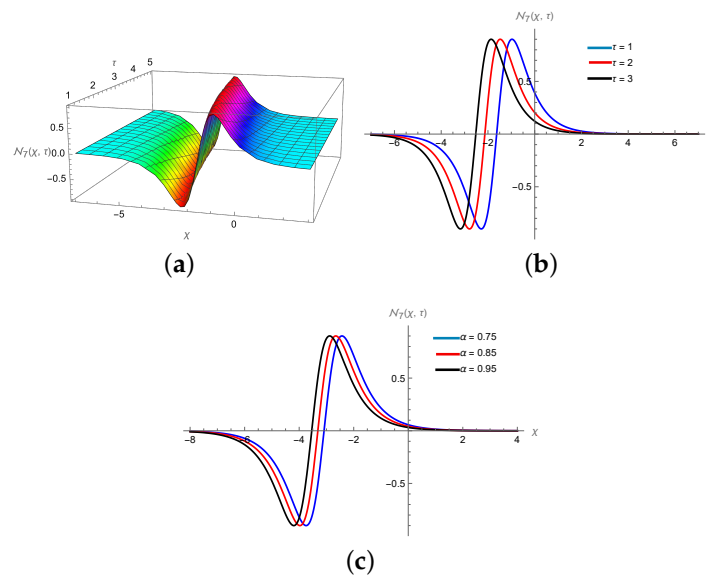 N₇(χ, τ)
τ
1 2 3 4 5
0.5
N₇(χ, τ) 0.0
−0.5
−5 0
χ
(a)
N₇(χ, τ)
τ = 1
τ = 2
τ = 3
0.5
−6 −4 −2 2 4 6 χ
−0.5
(b)
N₇(χ, τ)
α = 0.75
α = 0.85
α = 0.95
0.5
−8 −6 −4 −2 0 2 4 χ
−0.5
(c)